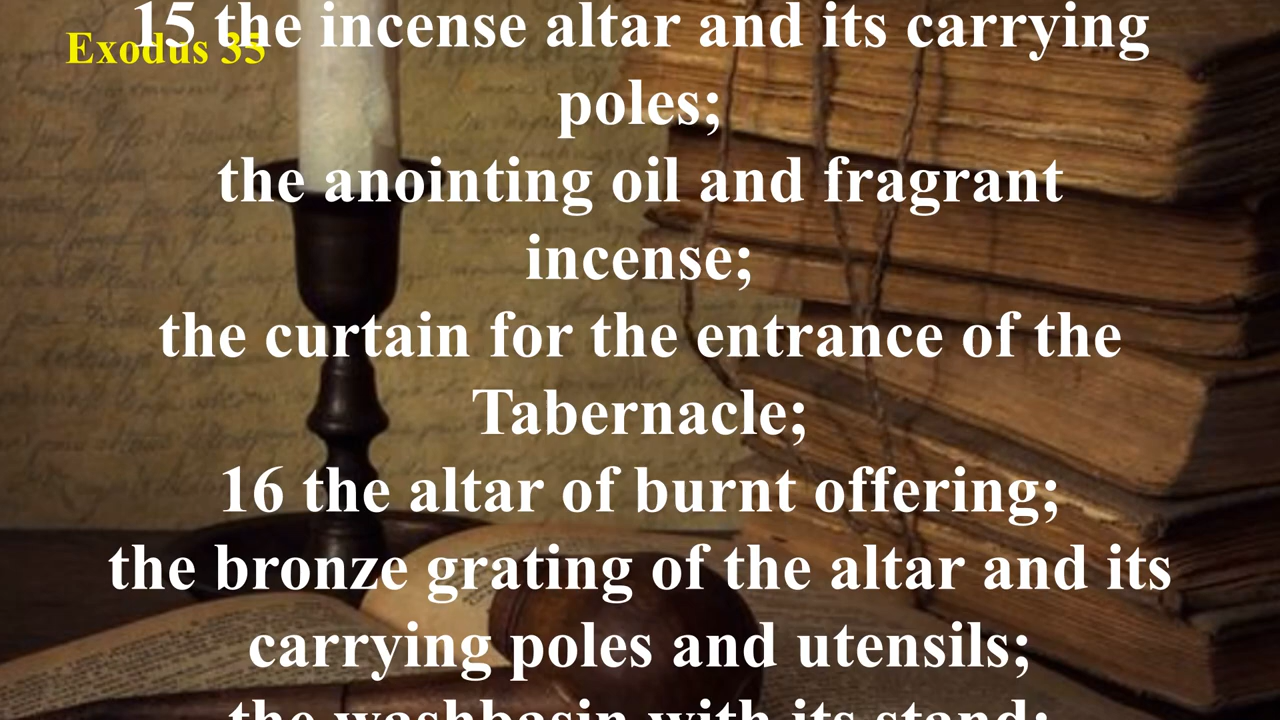 Exodus 35
15 the incense altar and its carrying
poles;
the anointing oil and fragrant
incense;
the curtain for the entrance of the
Tabernacle;
16 the altar of burnt offering;
the bronze grating of the altar and its
carrying poles and utensils;
the washbasin with its stand;